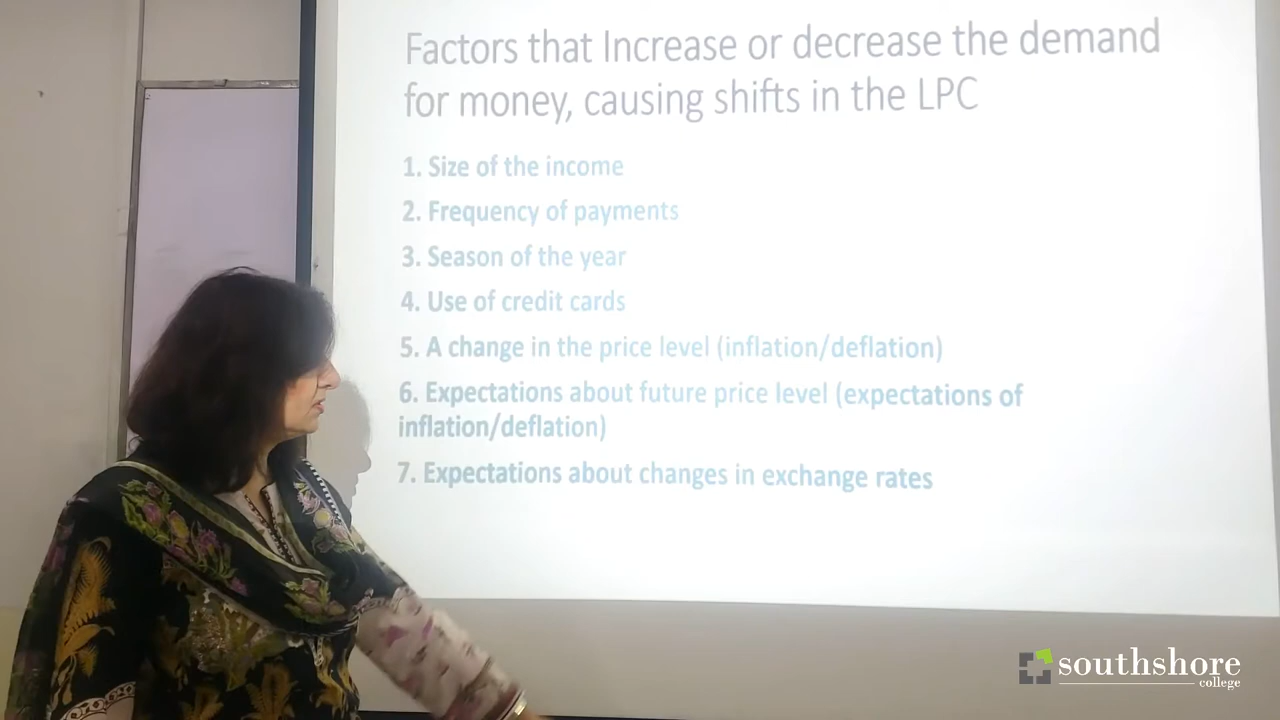 Factors that Increase or decrease the demand
for money, causing shifts in the LPC
1. Size of the income
2. Frequency of payments
3. Season of the year
4. Use of credit cards
5. A change in the price level (inflation/deflation)
6. Expectations about future price level (expectations of
inflation/deflation)
7. Expectations about changes in exchange rates
southshore
college